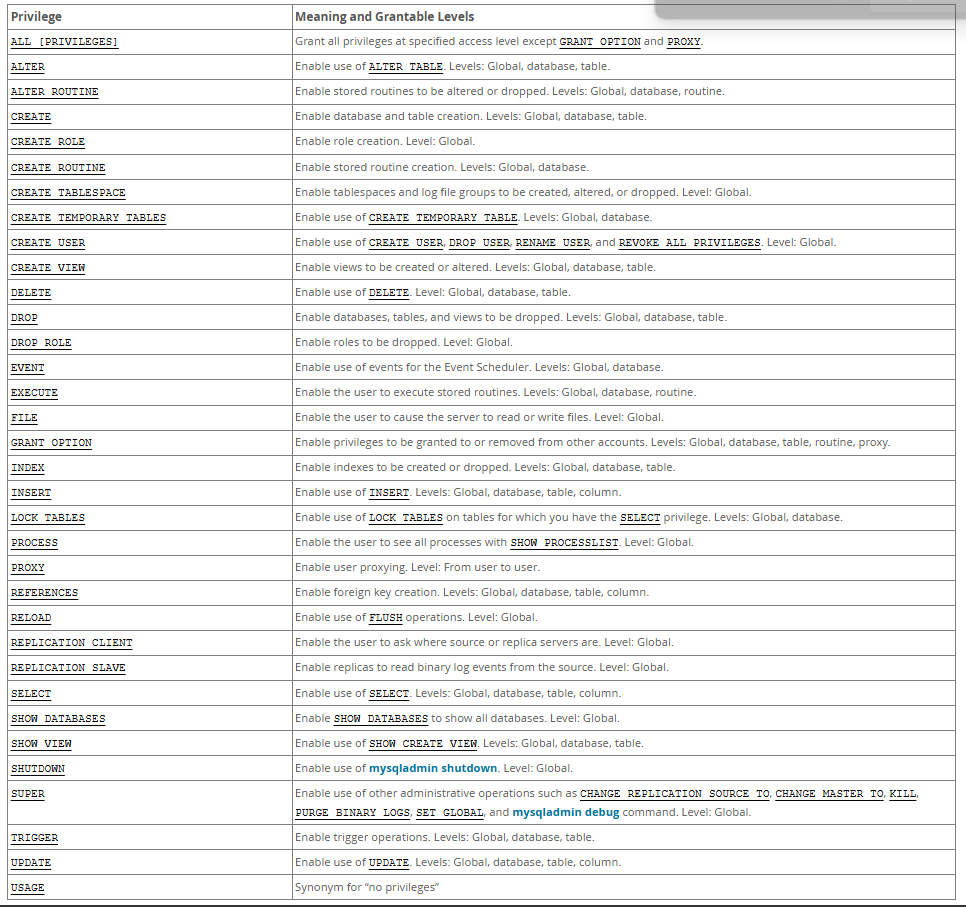 Privilege Meaning and Grantable Levels
ALL [PRIVILEGES] Grant all privileges at specified access level except GRANT OPTION and PROXY.
ALTER Enable use of ALTER TABLE. Levels: Global, database, table.
ALTER ROUTINE Enable stored routines to be altered or dropped. Levels: Global, database, routine.
CREATE Enable database and table creation. Levels: Global, database, table.
CREATE ROLE Enable role creation. Level: Global.
CREATE ROUTINE Enable stored routine creation. Levels: Global, database.
CREATE TABLESPACE Enable tablespaces and log file groups to be created, altered, or dropped. Level: Global.
CREATE TEMPORARY TABLES Enable use of CREATE TEMPORARY TABLE. Levels: Global, database.
CREATE USER Enable use of CREATE USER, DROP USER, RENAME USER, and REVOKE ALL PRIVILEGES. Level: Global.
CREATE VIEW Enable views to be created or altered. Levels: Global, database, table.
DELETE Enable use of DELETE. Level: Global, database, table.
DROP Enable databases, tables, and views to be dropped. Levels: Global, database, table.
DROP ROLE Enable roles to be dropped. Level: Global.
EVENT Enable use of events for the Event Scheduler. Levels: Global, database.
EXECUTE Enable the user to execute stored routines. Levels: Global, database, routine.
FILE Enable the user to cause the server to read or write files. Level: Global.
GRANT OPTION Enable privileges to be granted to or removed from other accounts. Levels: Global, database, table, routine, proxy.
INDEX Enable indexes to be created or dropped. Levels: Global, database, table.
INSERT Enable use of INSERT. Levels: Global, database, table, column.
LOCK TABLES Enable use of LOCK TABLES on tables for which you have the SELECT privilege. Levels: Global, database.
PROCESS Enable the user to see all processes with SHOW PROCESSLIST. Level: Global.
PROXY Enable user proxying. Level: From user to user.
REFERENCES Enable foreign key creation. Levels: Global, database, table, column.
RELOAD Enable use of FLUSH operations. Level: Global.
REPLICATION CLIENT Enable the user to ask where source or replica servers are. Level: Global.
REPLICATION SLAVE Enable replicas to read binary log events from the source. Level: Global.
SELECT Enable use of SELECT. Levels: Global, database, table, column.
SHOW DATABASES Enable SHOW DATABASES to show all databases. Level: Global.
SHOW VIEW Enable use of SHOW CREATE VIEW. Levels: Global, database, table.
SHUTDOWN Enable use of mysqladmin shutdown. Level: Global.
SUPER Enable use of other administrative operations such as CHANGE REPLICATION SOURCE TO, CHANGE MASTER TO, KILL,
PURGE BINARY LOGS, SET GLOBAL, and mysqladmin debug command. Level: Global.
TRIGGER Enable trigger operations. Levels: Global, database, table.
UPDATE Enable use of UPDATE. Levels: Global, database, table, column.
USAGE Synonym for “no privileges”